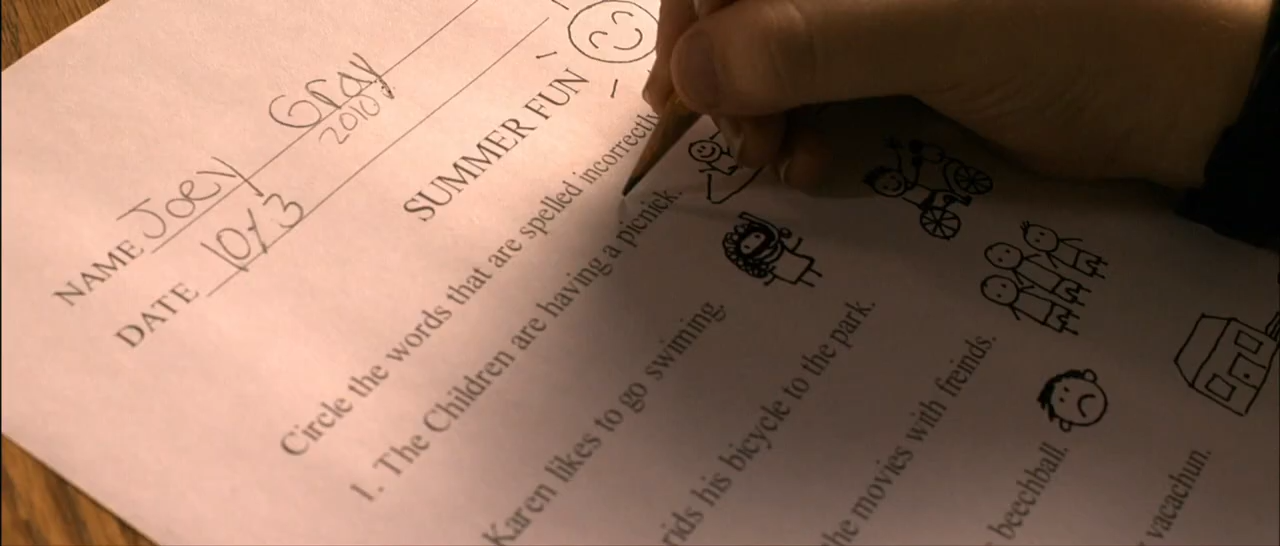 NAME Joey Gray
DATE 10/3 2010
SUMMER FUN
Circle the words that are spelled incorrectly
1. The Children are having a picnick.
Karen likes to go swiming.
rids his bicycle to the park.
the movies with freinds.
beechball.
vacachun.